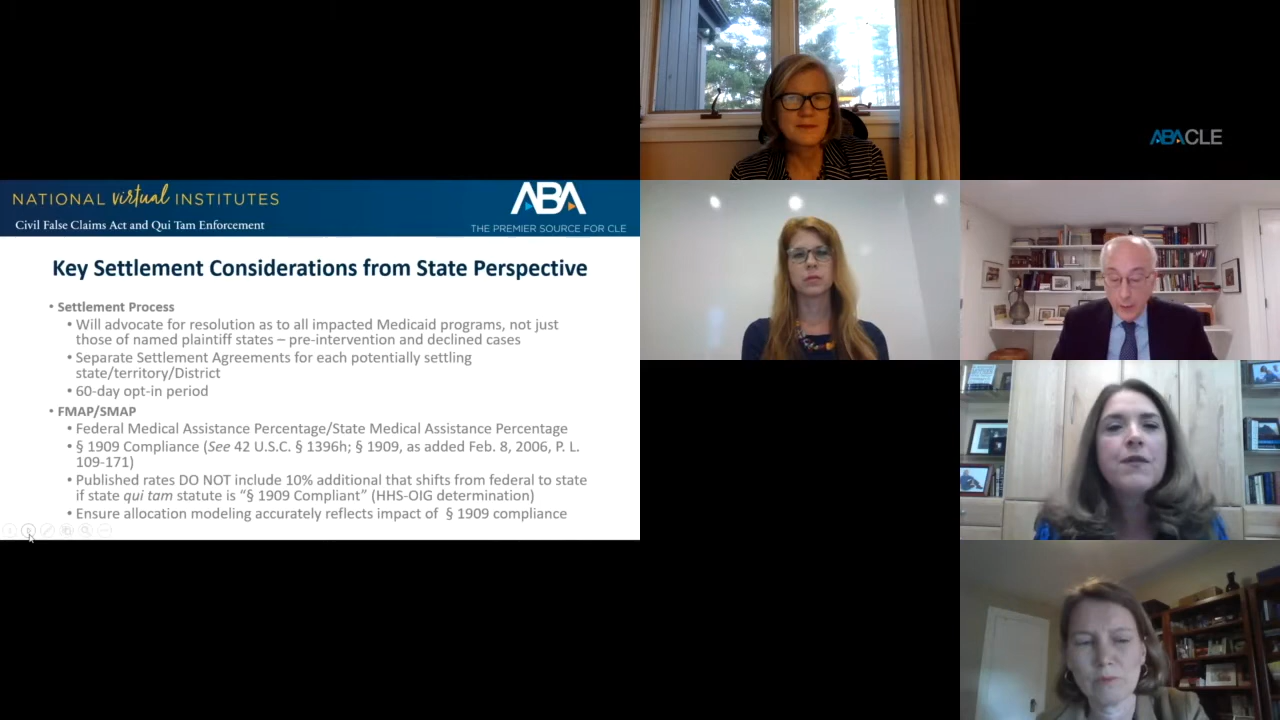 ABACLE
NATIONAL virtual INSTITUTES
Civil False Claims Act and Qui Tam Enforcement
ABA
THE PREMIER SOURCE FOR CLE
Key Settlement Considerations from State Perspective
• Settlement Process
• Will advocate for resolution as to all impacted Medicaid programs, not just
those of named plaintiff states – pre-intervention and declined cases
• Separate Settlement Agreements for each potentially settling
state/territory/District
• 60-day opt-in period
• FMAP/SMAP
• Federal Medical Assistance Percentage/State Medical Assistance Percentage
• § 1909 Compliance (See 42 U.S.C. § 1396h; § 1909, as added Feb. 8, 2006, P. L.
109-171)
• Published rates DO NOT include 10% additional that shifts from federal to state
if state qui tam statute is “§ 1909 Compliant” (HHS-OIG determination)
• Ensure allocation modeling accurately reflects impact of § 1909 compliance